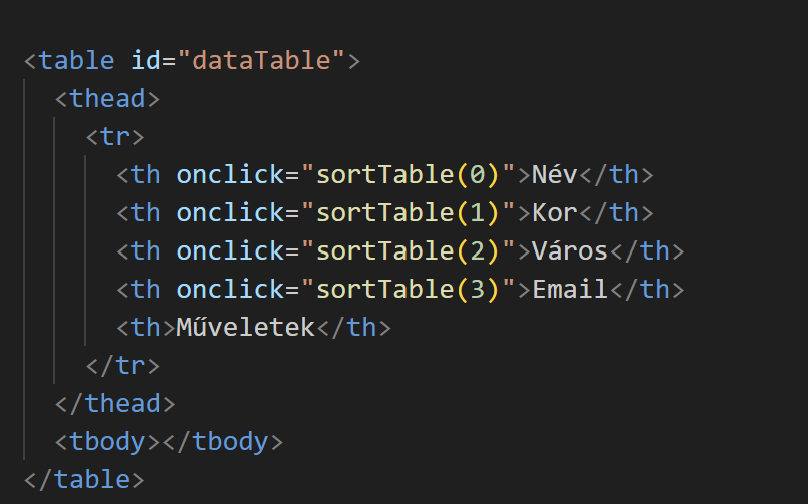 <table id="dataTable">
<thead>
<tr>
<th onclick="sortTable(0)">Név</th>
<th onclick="sortTable(1)">Kor</th>
<th onclick="sortTable(2)">Város</th>
<th onclick="sortTable(3)">Email</th>
<th>Műveletek</th>
</tr>
</thead>
<tbody></tbody>
</table>